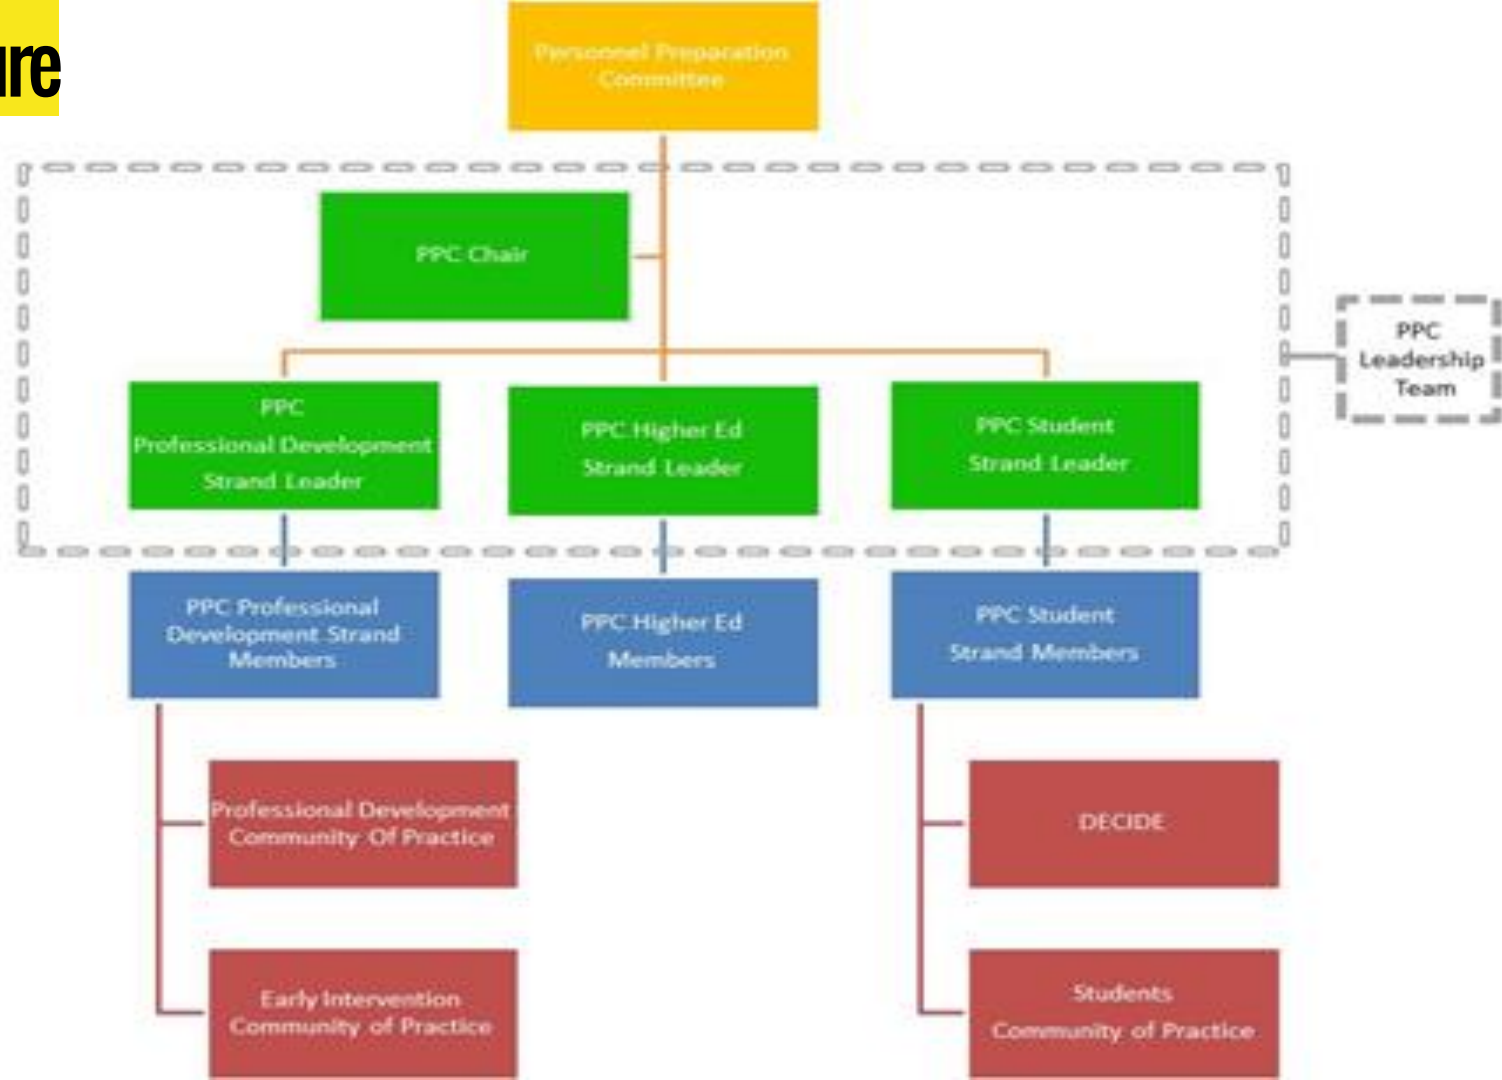 ure
Personnel Preparation
Committee
PPC Chair
PPC
Leadership
Team
PPC
Professional Development
Strand Leader
PPC Higher Ed
Strand Leader
PPC Student
Strand Leader
PPC Professional
Development Strand
Members
PPC Higher Ed
Members
PPC Student
Strand Members
Professional Development
Community Of Practice
DECIDE
Early Intervention
Community of Practice
Students
Community of Practice